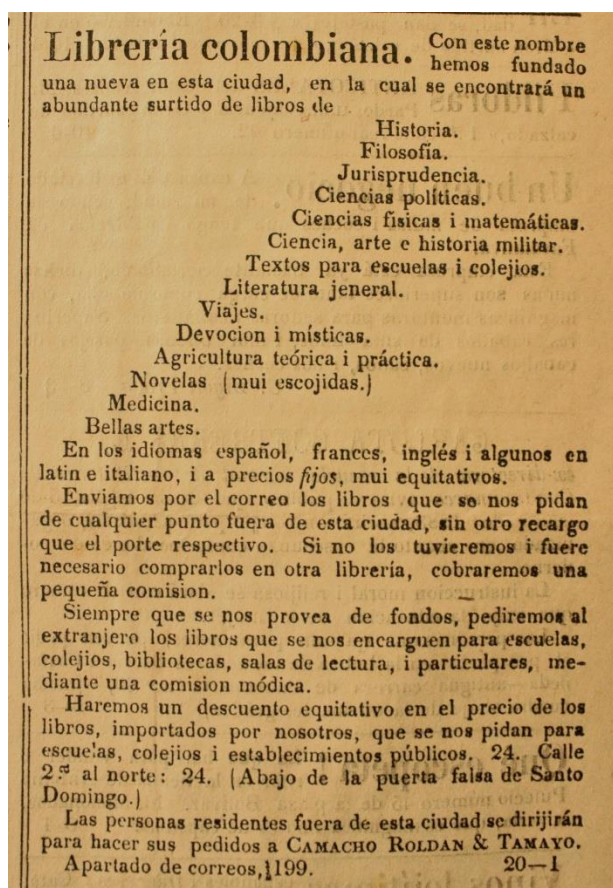 Librería colombiana. Con este nombre
hemos fundado
una nueva en esta ciudad, en la cual se encontrará un
abundante surtido de libros de
Historia.
Filosofía.
Jurisprudencia.
Ciencias políticas.
Ciencias físicas i matemáticas.
Ciencia, arte e historia militar.
Textos para escuelas i colejios.
Literatura jeneral.
Viajes.
Devocion i místicas.
Agricultura teórica i práctica.
Novelas (mui escojidas.)
Medicina.
Bellas artes.
En los idiomas español, frances, inglés i algunos en
latin e italiano, i a precios fijos, mui equitativos.
Enviamos por el correo los libros que se nos pidan
de cualquier punto fuera de esta ciudad, sin otro recargo
que el porte respectivo. Si no los tuvieremos i fuere
necesario comprarlos en otra librería, cobraremos una
pequeña comision.
Siempre que se nos provea de fondos, pediremos al
extranjero los libros que se nos encarguen para escuelas,
colejios, bibliotecas, salas de lectura, i particulares, me-
diante una comision módica.
Haremos un descuento equitativo en el precio de los
libros, importados por nosotros, que se nos pidan para
escuelas, colejios i establecimientos públicos. 24. Calle
2.ª al norte: 24. (Abajo de la puerta falsa de Santo
Domingo.)
Las personas residentes fuera de esta ciudad se dirijirán
para hacer sus pedidos a CAMACHO ROLDAN & TAMAYO.
Apartado de correos, 199. 20—1